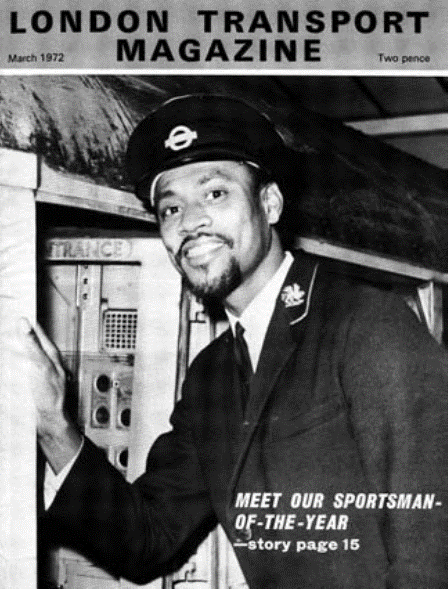 LONDON TRANSPORT
MAGAZINE
March 1972
Two pence
TRANCE
MEET OUR SPORTSMAN-
OF-THE-YEAR
—story page 15